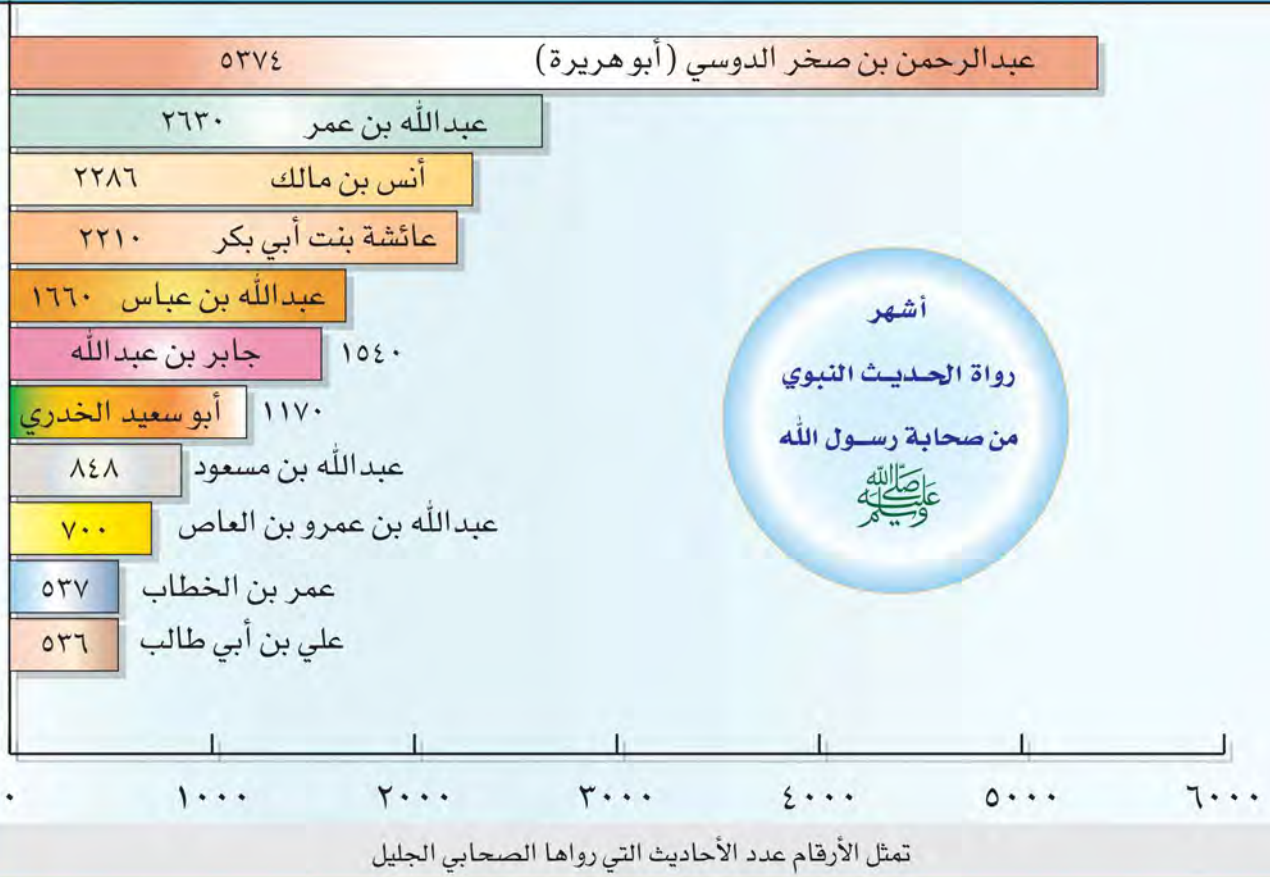 عبدالرحمن بن صخر الدوسي (أبو هريرة) ٥٣٧٤
عبدالله بن عمر ٢٦٣٠
أنس بن مالك ٢٢٨٦
عائشة بنت أبي بكر ٢٢١٠
عبدالله بن عباس ١٦٦٠
جابر بن عبدالله ١٥٤٠
أبو سعيد الخدري ١١٧٠
عبدالله بن مسعود ٨٤٨
عبدالله بن عمرو بن العاص ٧٠٠
عمر بن الخطاب ٥٣٧
علي بن أبي طالب ٥٣٦
أشهر
رواة الحديث النبوي
من صحابة رسول الله
صلى الله عليه وسلم
٠ ١٠٠٠ ٢٠٠٠ ٣٠٠٠ ٤٠٠٠ ٥٠٠٠ ٦٠٠٠
تمثل الأرقام عدد الأحاديث التي رواها الصحابي الجليل